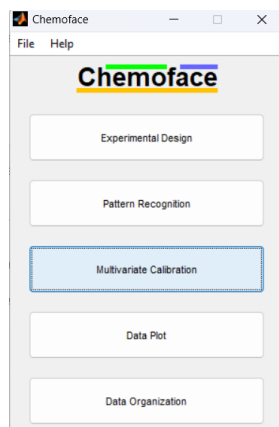 Chemoface
File Help
Chemoface
Experimental Design
Pattern Recognition
Multivariate Calibration
Data Plot
Data Organization